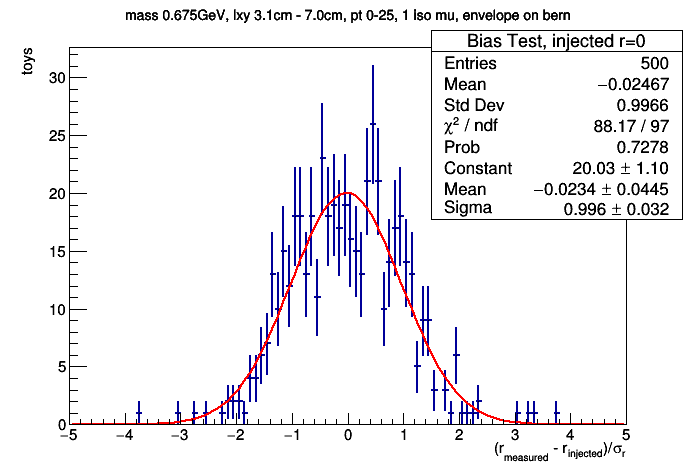 mass 0.675GeV, lxy 3.1cm - 7.0cm, pt 0-25, 1 Iso mu, envelope on bern
Bias Test, injected r=0
Entries 500
Mean −0.02467
Std Dev 0.9966
χ² / ndf 88.17 / 97
Prob 0.7278
Constant 20.03 ± 1.10
Mean −0.0234 ± 0.0445
Sigma 0.996 ± 0.032
toys
30
25
20
15
10
5
0
−5 −4 −3 −2 −1 0 1 2 3 4 5
(r_measured - r_injected)/σ_r